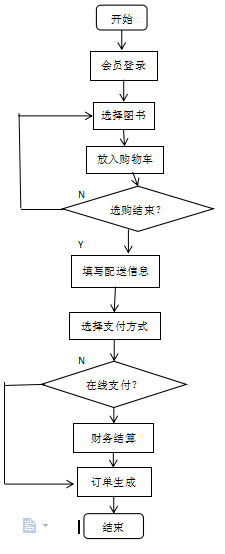 开始
会员登录
选择图书
放入购物车
N
选购结束？
Y
填写配送信息
选择支付方式
N
在线支付？
财务结算
订单生成
结束